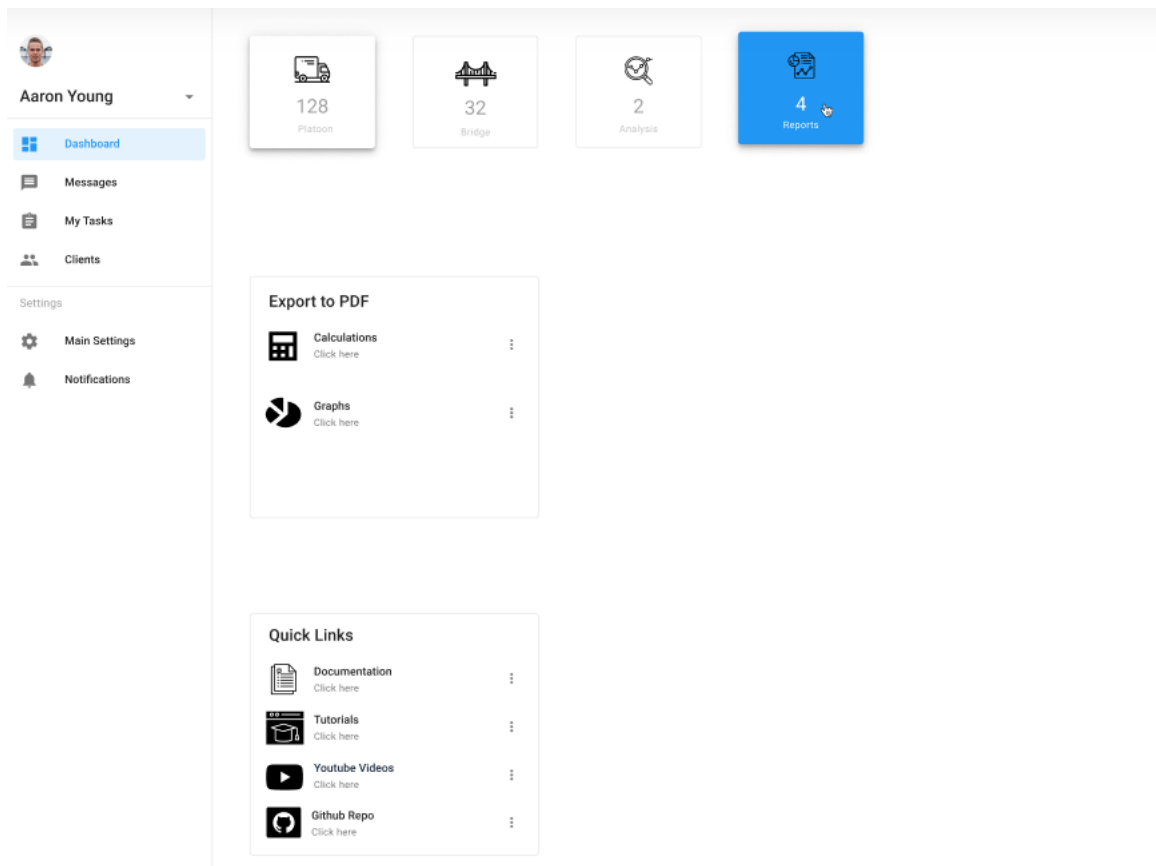 Aaron Young
Dashboard
Messages
My Tasks
Clients
Settings
Main Settings
Notifications
128
Platoon
32
Bridge
2
Analysis
4
Reports
Export to PDF
Calculations
Click here
Graphs
Click here
Quick Links
Documentation
Click here
Tutorials
Click here
Youtube Videos
Click here
Github Repo
Click here